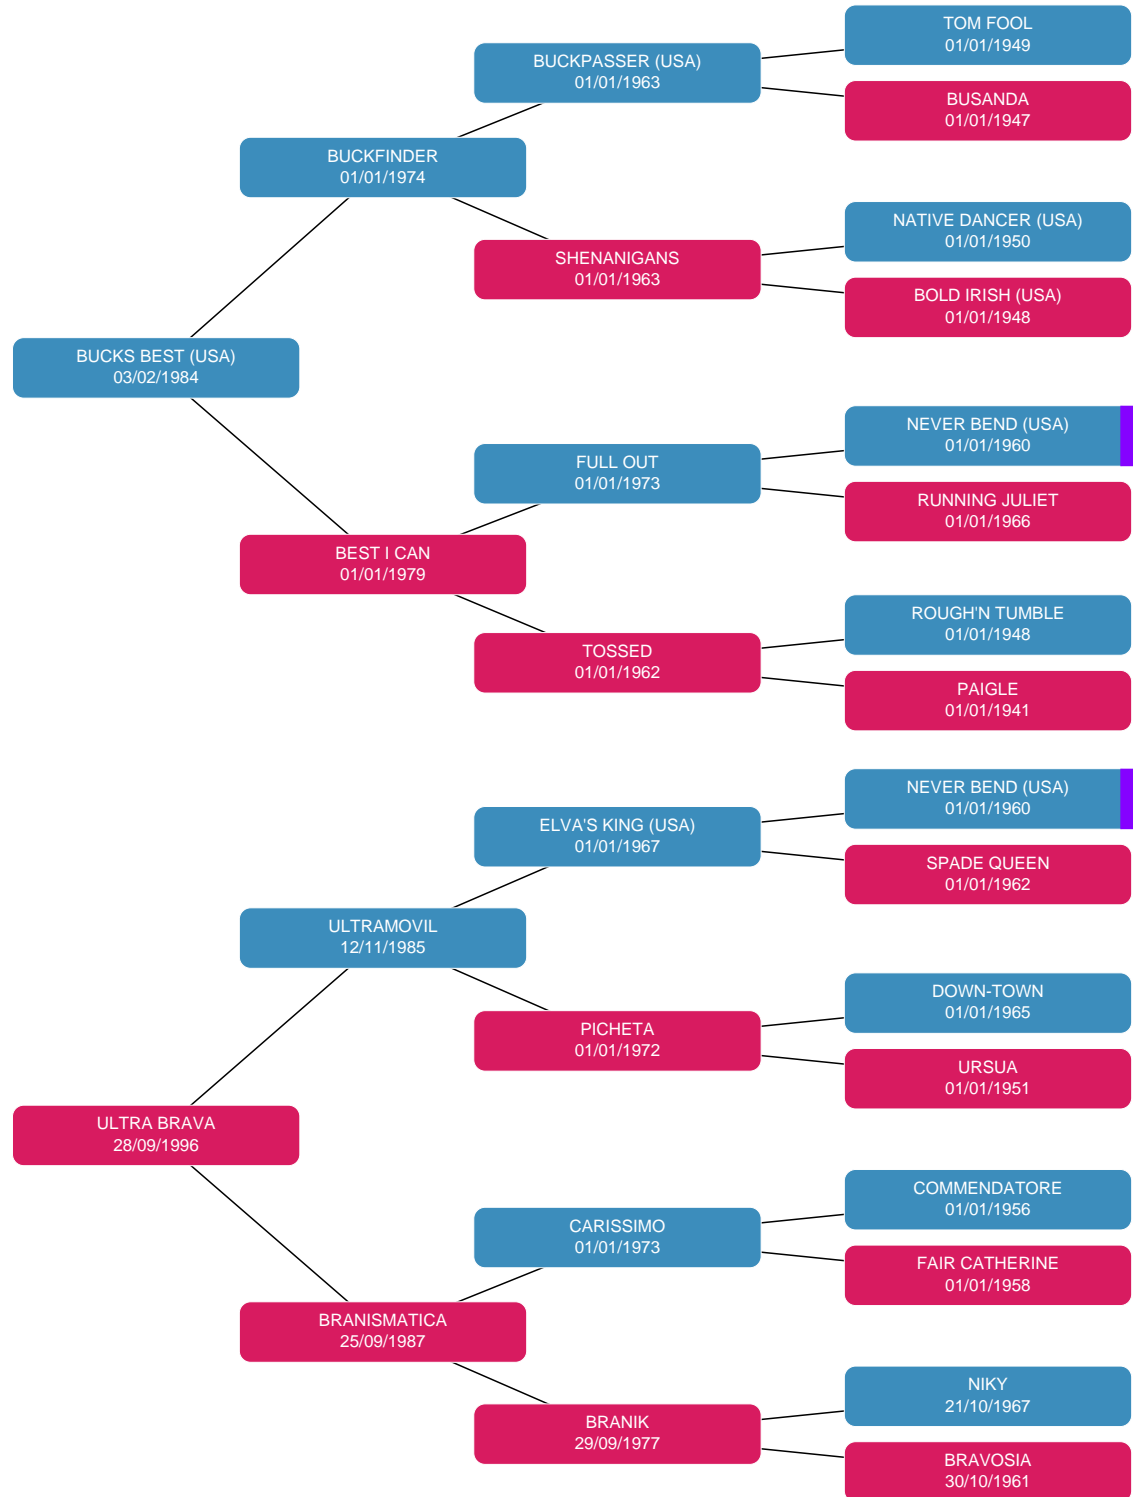 TOM FOOL
01/01/1949
BUCKPASSER (USA)
01/01/1963
BUSANDA
01/01/1947
BUCKFINDER
01/01/1974
NATIVE DANCER (USA)
01/01/1950
SHENANIGANS
01/01/1963
BOLD IRISH (USA)
01/01/1948
BUCKS BEST (USA)
03/02/1984
NEVER BEND (USA)
01/01/1960
FULL OUT
01/01/1973
RUNNING JULIET
01/01/1966
BEST I CAN
01/01/1979
ROUGH'N TUMBLE
01/01/1948
TOSSED
01/01/1962
PAIGLE
01/01/1941
NEVER BEND (USA)
01/01/1960
ELVA'S KING (USA)
01/01/1967
SPADE QUEEN
01/01/1962
ULTRAMOVIL
12/11/1985
DOWN-TOWN
01/01/1965
PICHETA
01/01/1972
URSUA
01/01/1951
ULTRA BRAVA
28/09/1996
COMMENDATORE
01/01/1956
CARISSIMO
01/01/1973
FAIR CATHERINE
01/01/1958
BRANISMATICA
25/09/1987
NIKY
21/10/1967
BRANIK
29/09/1977
BRAVOSIA
30/10/1961